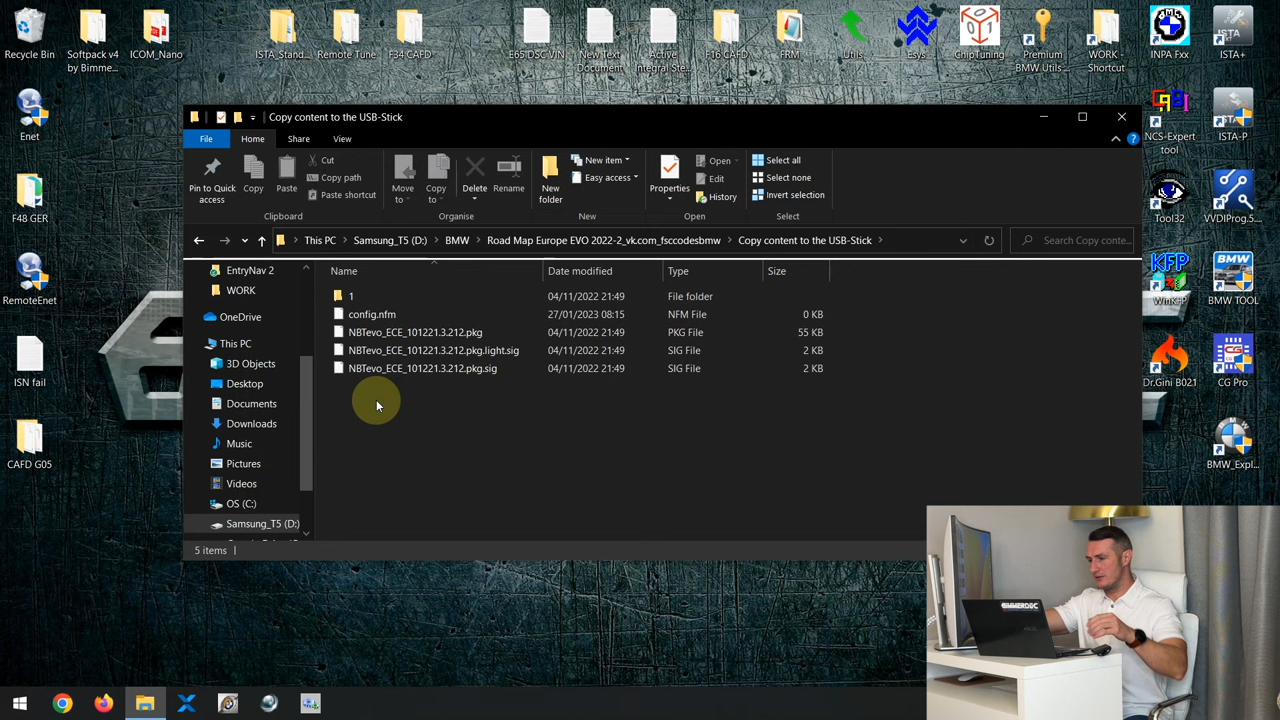 Recycle Bin
Softpack v4
by Bimme...
ICOM_Nano
ISTA_Stand...
Remote Tune
F34 CAFD
E65 DSC VIN
New Text
Document
Active
Integral Ste...
F16 CAFD
FRM
Utils
Esys
ChipTuning
Premium
BMW Utils ...
WORK -
Shortcut
INPA Fxx
ISTA+
Enet
F48 GER
RemoteEnet
ISN fail
CAFD G05
NCS-Expert
tool
ISTA-P
Tool32
VVDIProg.5...
WinKFP
BMW TOOL
Dr.Gini B021
CG Pro
BMW_Expl...
Copy content to the USB-Stick
File
Home
Share
View
Pin to Quick
access
Copy
Paste
Cut
Copy path
Paste shortcut
Clipboard
Move
to
Copy
to
Delete
Rename
Organise
New
folder
New item
Easy access
New
Properties
Open
Edit
History
Open
Select all
Select none
Invert selection
Select
This PC
Samsung_T5 (D:)
BMW
Road Map Europe EVO 2022-2_vk.com_fsccodesbmw
Copy content to the USB-Stick
Search Copy conte...
EntryNav 2
WORK
OneDrive
This PC
3D Objects
Desktop
Documents
Downloads
Music
Pictures
Videos
OS (C:)
Samsung_T5 (D:)
Name Date modified Type Size
1 04/11/2022 21:49 File folder
config.nfm 27/01/2023 08:15 NFM File 0 KB
NBTevo_ECE_101221.3.212.pkg 04/11/2022 21:49 PKG File 55 KB
NBTevo_ECE_101221.3.212.pkg.light.sig 04/11/2022 21:49 SIG File 2 KB
NBTevo_ECE_101221.3.212.pkg.sig 04/11/2022 21:49 SIG File 2 KB
5 items
BIMMERDOC